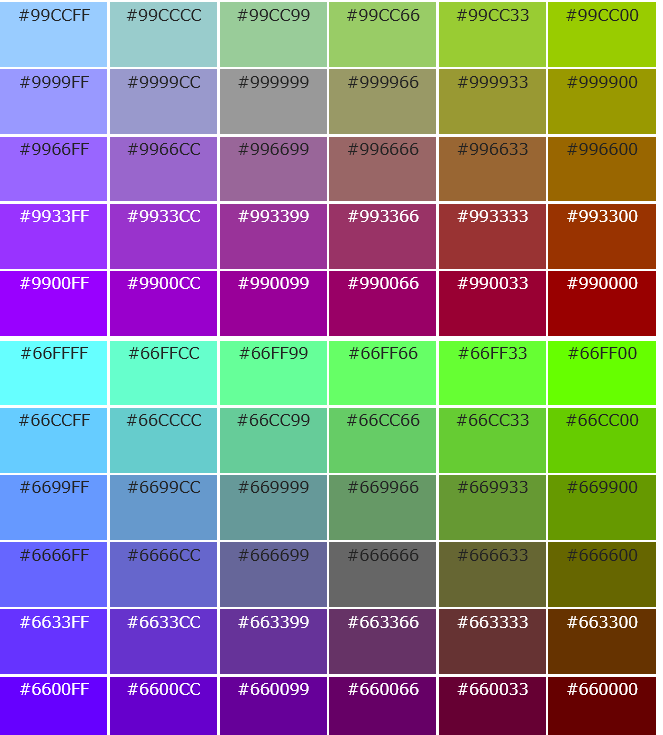 #99CCFF #99CCCC #99CC99 #99CC66 #99CC33 #99CC00
#9999FF #9999CC #999999 #999966 #999933 #999900
#9966FF #9966CC #996699 #996666 #996633 #996600
#9933FF #9933CC #993399 #993366 #993333 #993300
#9900FF #9900CC #990099 #990066 #990033 #990000
#66FFFF #66FFCC #66FF99 #66FF66 #66FF33 #66FF00
#66CCFF #66CCCC #66CC99 #66CC66 #66CC33 #66CC00
#6699FF #6699CC #669999 #669966 #669933 #669900
#6666FF #6666CC #666699 #666666 #666633 #666600
#6633FF #6633CC #663399 #663366 #663333 #663300
#6600FF #6600CC #660099 #660066 #660033 #660000